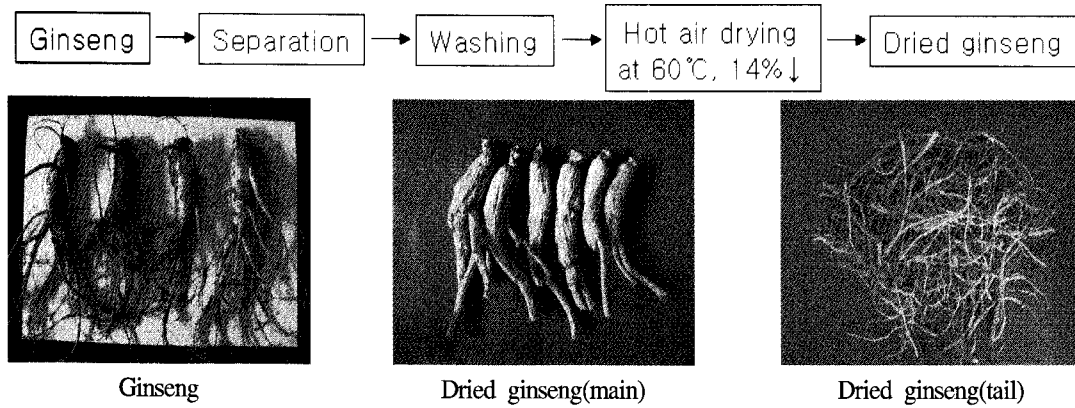 Ginseng
Separation
Washing
Hot air drying
at 60℃, 14%↓
Dried ginseng
Ginseng
Dried ginseng(main)
Dried ginseng(tail)